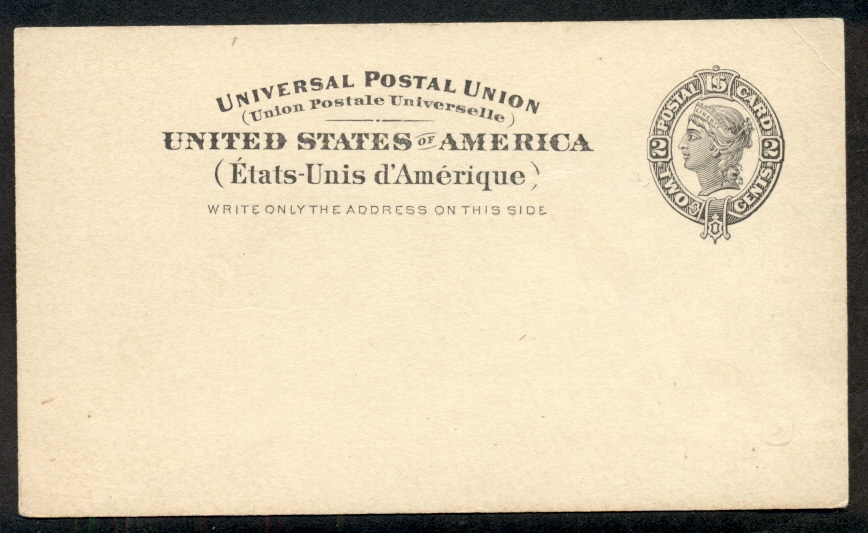 UNIVERSAL POSTAL UNION
(Union Postale Universelle)
UNITED STATES OF AMERICA
(États-Unis d'Amérique)
WRITE ONLY THE ADDRESS ON THIS SIDE
POSTAL CARD
2 2
TWO CENTS